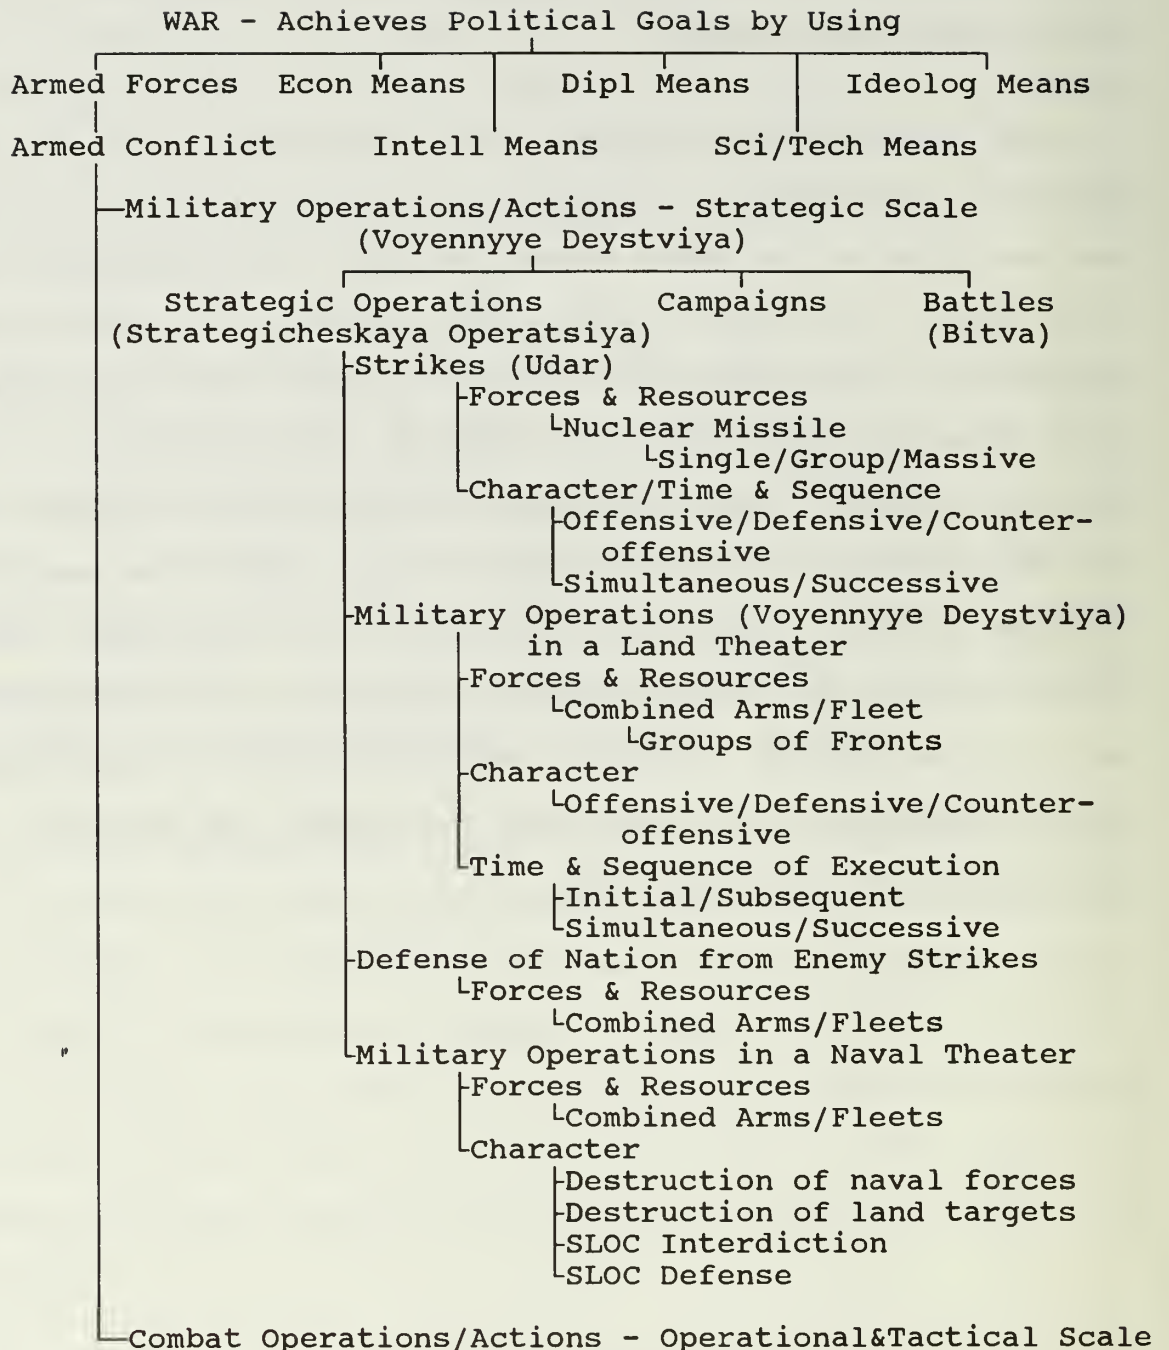 WAR - Achieves Political Goals by Using
Armed Forces Econ Means Dipl Means Ideolog Means
Armed Conflict Intell Means Sci/Tech Means
Military Operations/Actions - Strategic Scale
(Voyennyye Deystviya)
Strategic Operations Campaigns Battles
(Strategicheskaya Operatsiya) (Bitva)
Strikes (Udar)
Forces & Resources
Nuclear Missile
Single/Group/Massive
Character/Time & Sequence
Offensive/Defensive/Counter-
offensive
Simultaneous/Successive
Military Operations (Voyennyye Deystviya)
in a Land Theater
Forces & Resources
Combined Arms/Fleet
Groups of Fronts
Character
Offensive/Defensive/Counter-
offensive
Time & Sequence of Execution
Initial/Subsequent
Simultaneous/Successive
Defense of Nation from Enemy Strikes
Forces & Resources
Combined Arms/Fleets
Military Operations in a Naval Theater
Forces & Resources
Combined Arms/Fleets
Character
Destruction of naval forces
Destruction of land targets
SLOC Interdiction
SLOC Defense
Combat Operations/Actions - Operational&Tactical Scale